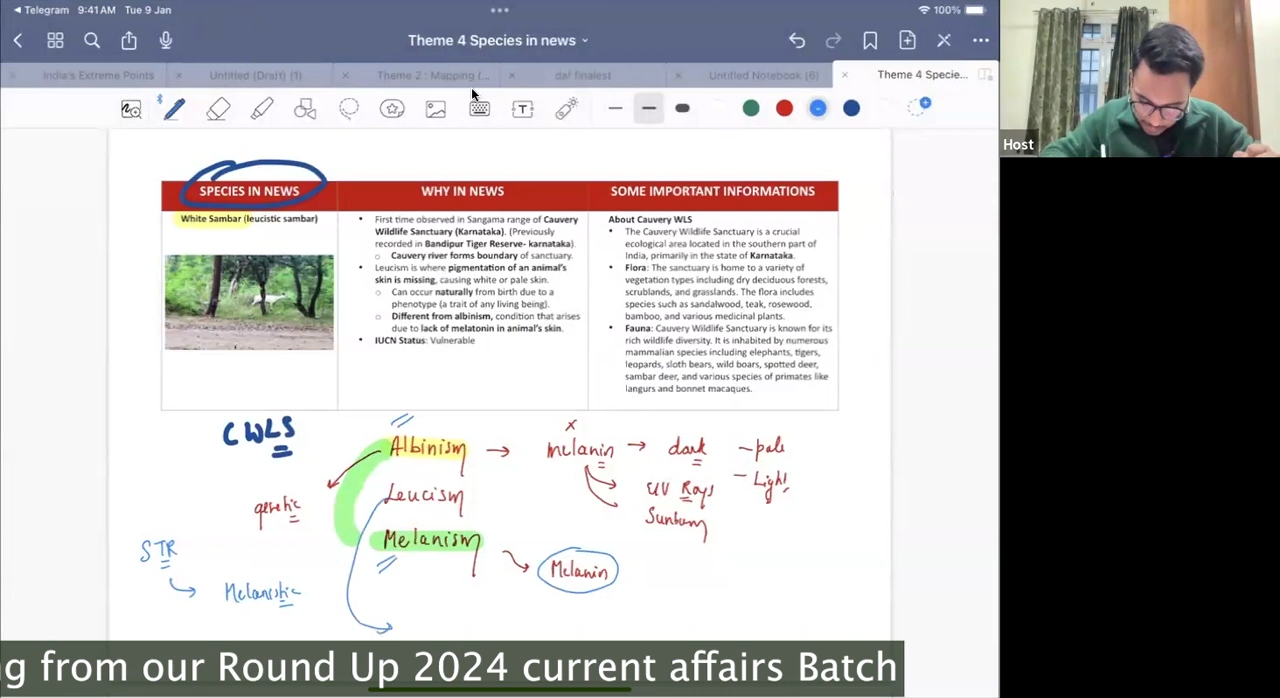 Telegram 9:41 AM Tue 9 Jan
100%
Theme 4 Species in news
India's Extreme Points
Untitled (Draft) (1)
Theme 2 : Mapping (...
daf finalest
Untitled Notebook (6)
Theme 4 Specie...
Host
SPECIES IN NEWS
WHY IN NEWS
SOME IMPORTANT INFORMATIONS
White Sambar (leucistic sambar)
First time observed in Sangama range of Cauvery
Wildlife Sanctuary (Karnataka). (Previously
recorded in Bandipur Tiger Reserve- karnataka).
Cauvery river forms boundary of sanctuary.
Leucism is where pigmentation of an animal's
skin is missing, causing white or pale skin.
Can occur naturally from birth due to a
phenotype (a trait of any living being).
Different from albinism, condition that arises
due to lack of melatonin in animal's skin.
IUCN Status: Vulnerable
About Cauvery WLS
The Cauvery Wildlife Sanctuary is a crucial
ecological area located in the southern part of
India, primarily in the state of Karnataka.
Flora: The sanctuary is home to a variety of
vegetation types including dry deciduous forests,
scrublands, and grasslands. The flora includes
species such as sandalwood, teak, rosewood,
bamboo, and various medicinal plants.
Fauna: Cauvery Wildlife Sanctuary is known for its
rich wildlife diversity. It is inhabited by numerous
mammalian species including elephants, tigers,
leopards, sloth bears, wild boars, spotted deer,
sambar deer, and various species of primates like
langurs and bonnet macaques.
CWLS
Albinism → melanin → dark - pale
x
genetic
Leucism
UV Rays - Light
Sunburn
STR
Melanism
Melanin
Melanistic
g from our Round Up 2024 current affairs Batch